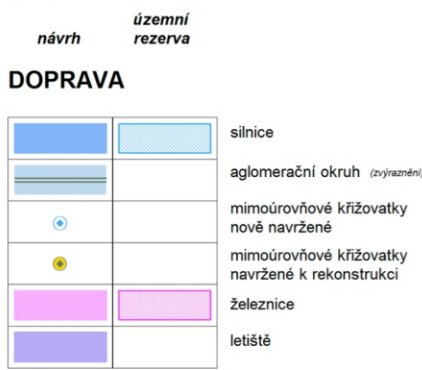 návrh
územní
rezerva
DOPRAVA
silnice
aglomerační okruh (zvýraznění)
mimoúrovňové křižovatky
nově navržené
mimoúrovňové křižovatky
navržené k rekonstrukci
železnice
letiště